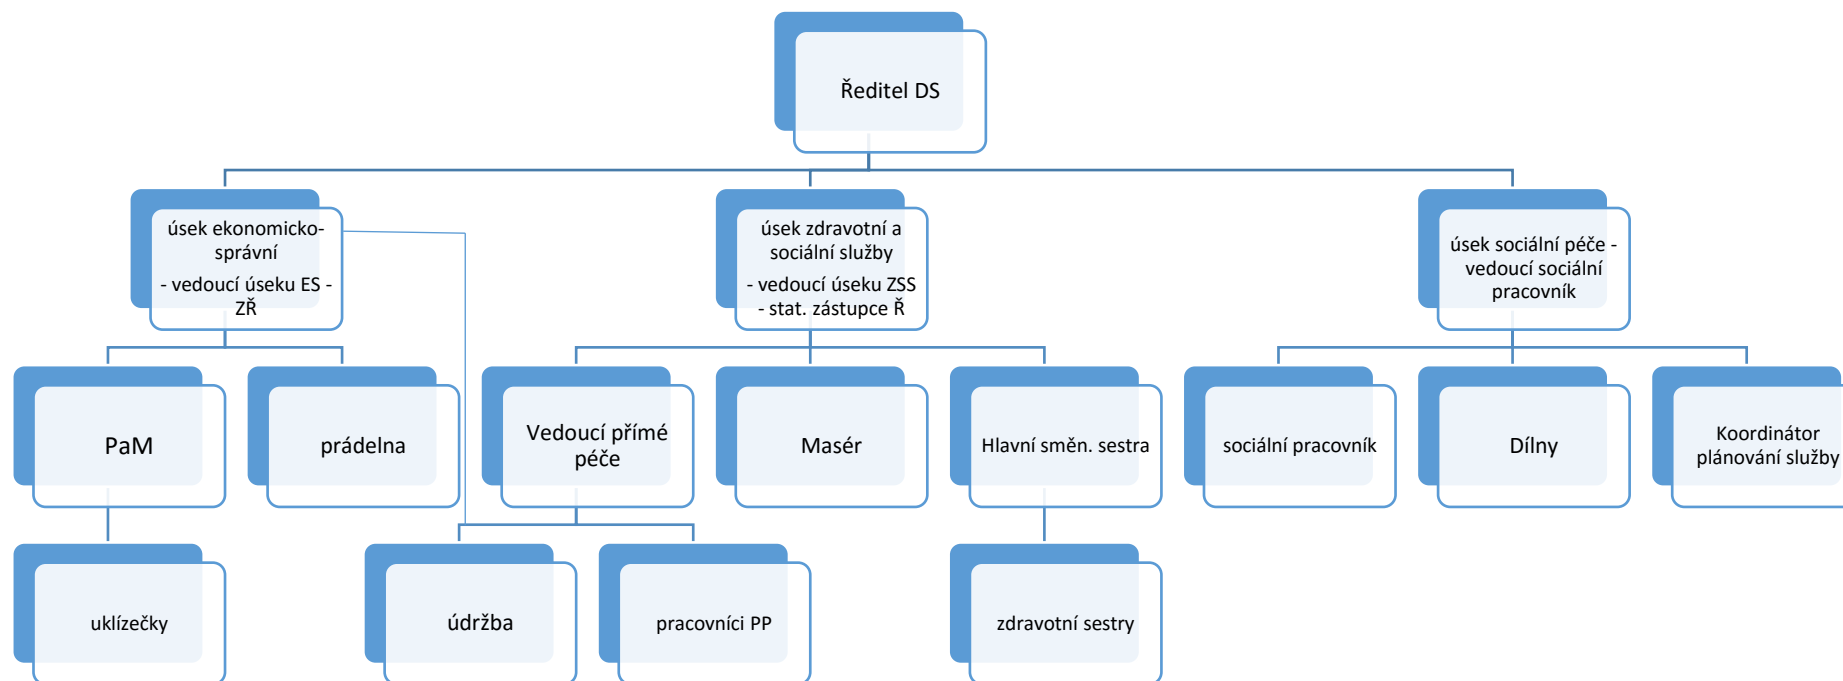 Ředitel DS
úsek ekonomicko-
správní
- vedoucí úseku ES -
ZŘ
úsek zdravotní a
sociální služby
- vedoucí úseku ZSS
- stat. zástupce Ř
úsek sociální péče -
vedoucí sociální
pracovník
PaM
prádelna
Vedoucí přímé
péče
Masér
Hlavní směn. sestra
sociální pracovník
Dílny
Koordinátor
plánování služby
uklízečky
údržba
pracovníci PP
zdravotní sestry